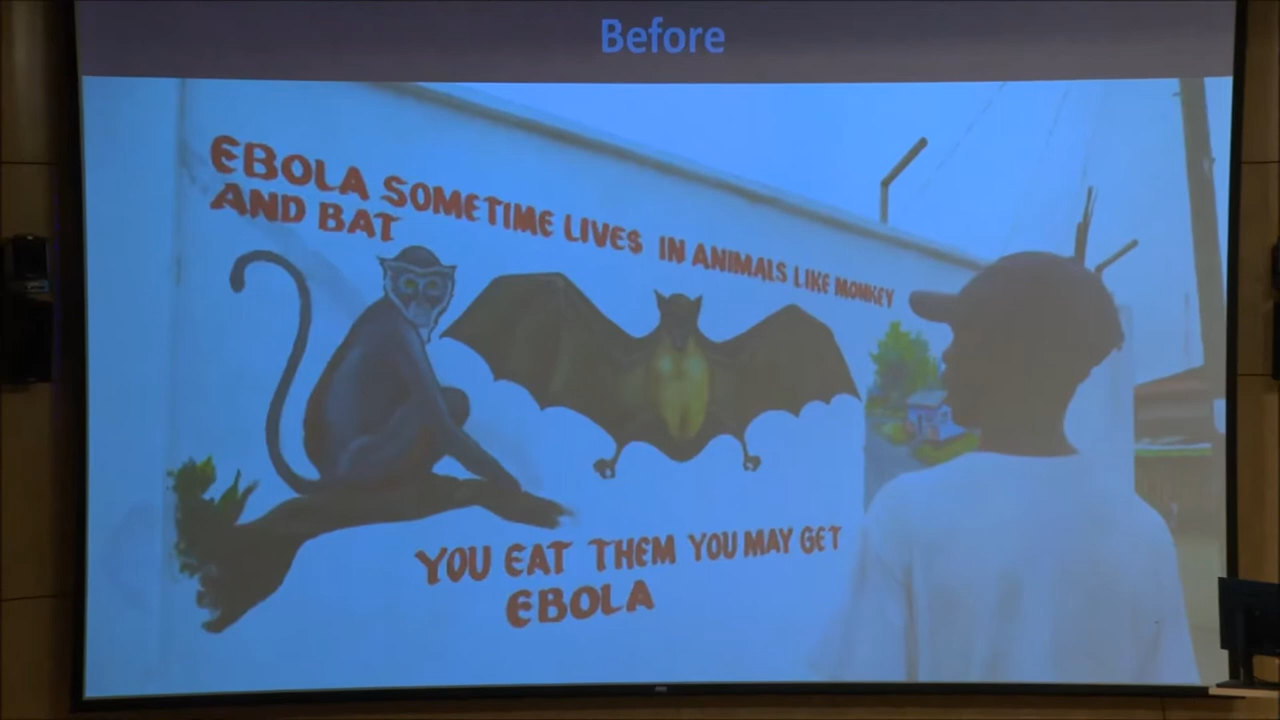 Before
EBOLA SOMETIME LIVES IN ANIMALS LIKE MONKEY
AND BAT
YOU EAT THEM YOU MAY GET
EBOLA